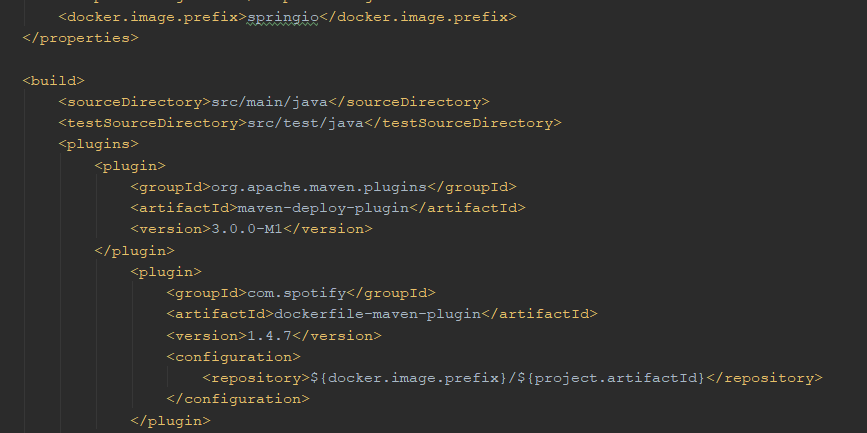 <docker.image.prefix>springio</docker.image.prefix>
</properties>
<build>
<sourceDirectory>src/main/java</sourceDirectory>
<testSourceDirectory>src/test/java</testSourceDirectory>
<plugins>
<plugin>
<groupId>org.apache.maven.plugins</groupId>
<artifactId>maven-deploy-plugin</artifactId>
<version>3.0.0-M1</version>
</plugin>
<plugin>
<groupId>com.spotify</groupId>
<artifactId>dockerfile-maven-plugin</artifactId>
<version>1.4.7</version>
<configuration>
<repository>${docker.image.prefix}/${project.artifactId}</repository>
</configuration>
</plugin>